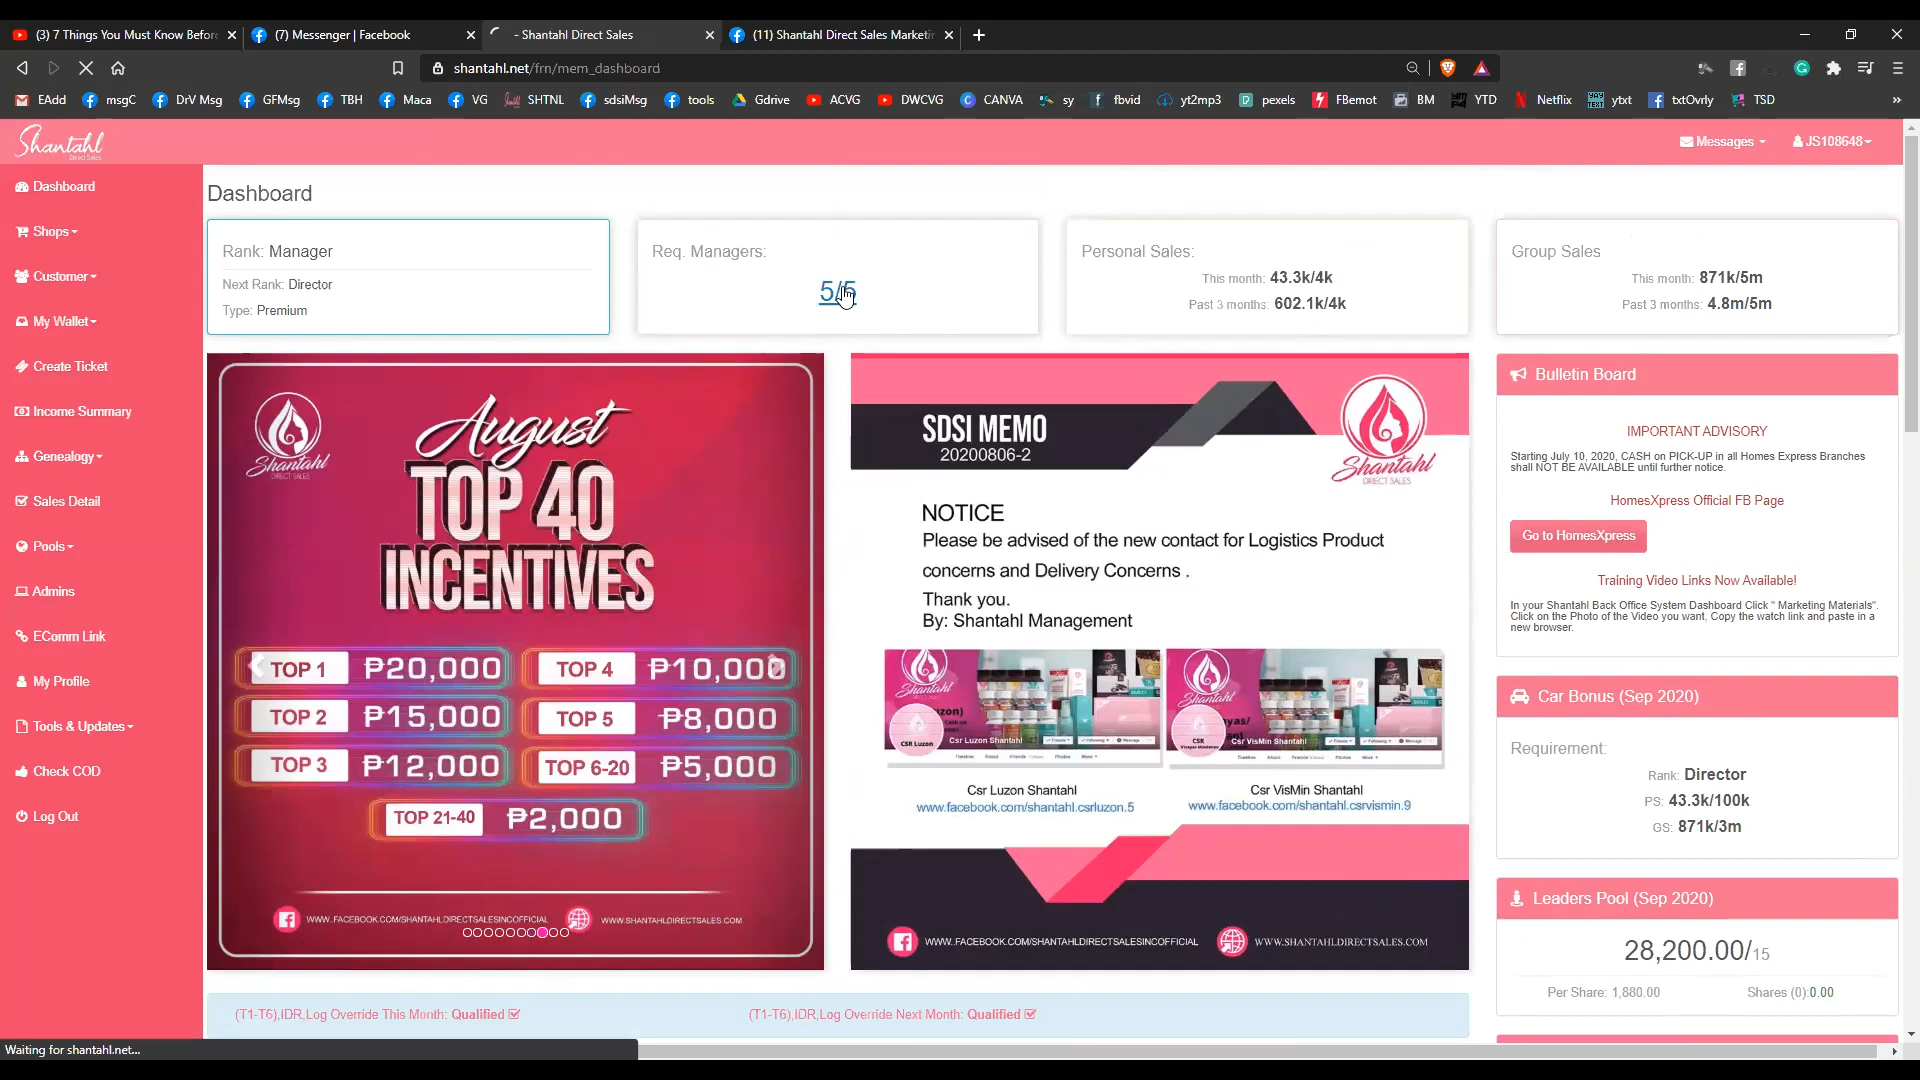 (3) 7 Things You Must Know Before
(7) Messenger | Facebook
- Shantahl Direct Sales
(11) Shantahl Direct Sales Marketin
shantahl.net/frn/mem_dashboard
EAdd
msgC
DrV Msg
GFMsg
TBH
Maca
VG
SHTNL
sdsiMsg
tools
Gdrive
ACVG
DWCVG
CANVA
sy
fbvid
yt2mp3
pexels
FBemot
BM
YTD
Netflix
ytxt
txtOvrly
TSD
Shantahl
Direct Sales
Messages
JS108648
Dashboard
Shops
Customer
My Wallet
Create Ticket
Income Summary
Genealogy
Sales Detail
Pools
Admins
EComm Link
My Profile
Tools & Updates
Check COD
Log Out
Dashboard
Rank: Manager
Next Rank: Director
Type: Premium
Req. Managers:
5/5
Personal Sales:
This month: 43.3k/4k
Past 3 months: 602.1k/4k
Group Sales
This month: 871k/5m
Past 3 months: 4.8m/5m
Shantahl
DIRECT SALES
August
TOP 40
INCENTIVES
TOP 1 ₱20,000
TOP 4 ₱10,000
TOP 2 ₱15,000
TOP 5 ₱8,000
TOP 3 ₱12,000
TOP 6-20 ₱5,000
TOP 21-40 ₱2,000
WWW.FACEBOOK.COM/SHANTAHLDIRECTSALESINCOFFICIAL
WWW.SHANTAHLDIRECTSALES.COM
SDSI MEMO
20200806-2
Shantahl
DIRECT SALES
NOTICE
Please be advised of the new contact for Logistics Product
concerns and Delivery Concerns .
Thank you.
By: Shantahl Management
CSR Luzon
Csr Luzon Shantahl
Csr VisMin Shantahl
Csr Luzon Shantahl
www.facebook.com/shantahl.csrluzon.5
Csr VisMin Shantahl
www.facebook.com/shantahl.csrvismin.9
WWW.FACEBOOK.COM/SHANTAHLDIRECTSALESINCOFFICIAL
WWW.SHANTAHLDIRECTSALES.COM
Bulletin Board
IMPORTANT ADVISORY
Starting July 10, 2020, CASH on PICK-UP in all Homes Express Branches
shall NOT BE AVAILABLE until further notice.
HomesXpress Official FB Page
Go to HomesXpress
Training Video Links Now Available!
In your Shantahl Back Office System Dashboard Click " Marketing Materials".
Click on the Photo of the Video you want, Copy the watch link and paste in a
new browser.
Car Bonus (Sep 2020)
Requirement:
Rank: Director
PS: 43.3k/100k
GS: 871k/3m
Leaders Pool (Sep 2020)
28,200.00/15
Per Share: 1,880.00
Shares (0):0.00
(T1-T6),IDR,Log Override This Month: Qualified
(T1-T6),IDR,Log Override Next Month: Qualified
Waiting for shantahl.net...